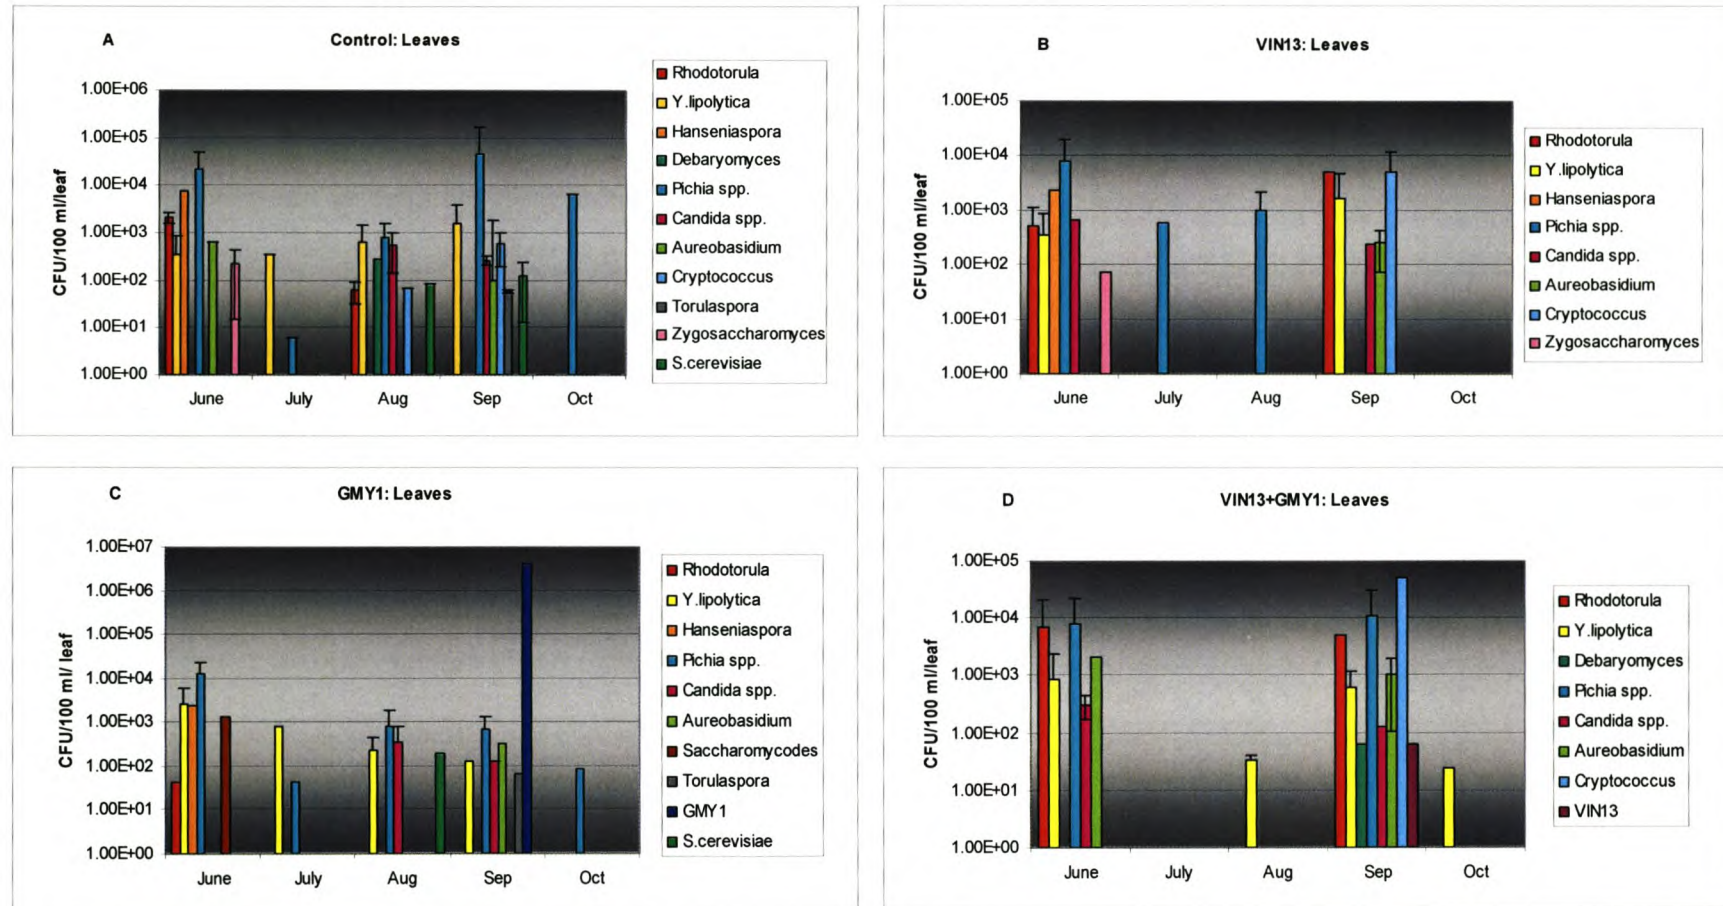 A
Control: Leaves
CFU/100 ml/leaf
1.00E+06
1.00E+05
1.00E+04
1.00E+03
1.00E+02
1.00E+01
1.00E+00
June July Aug Sep Oct
Rhodotorula
Y.lipolytica
Hanseniaspora
Debaryomyces
Pichia spp.
Candida spp.
Aureobasidium
Cryptococcus
Torulaspora
Zygosaccharomyces
S.cerevisiae
B
VIN13: Leaves
CFU/100 ml/leaf
1.00E+05
1.00E+04
1.00E+03
1.00E+02
1.00E+01
1.00E+00
June July Aug Sep Oct
Rhodotorula
Y.lipolytica
Hanseniaspora
Pichia spp.
Candida spp.
Aureobasidium
Cryptococcus
Zygosaccharomyces
C
GMY1: Leaves
CFU/100 ml/ leaf
1.00E+07
1.00E+06
1.00E+05
1.00E+04
1.00E+03
1.00E+02
1.00E+01
1.00E+00
June July Aug Sep Oct
Rhodotorula
Y.lipolytica
Hanseniaspora
Pichia spp.
Candida spp.
Aureobasidium
Saccharomycodes
Torulaspora
GMY1
S.cerevisiae
D
VIN13+GMY1: Leaves
CFU/100 ml/leaf
1.00E+05
1.00E+04
1.00E+03
1.00E+02
1.00E+01
1.00E+00
June July Aug Sep Oct
Rhodotorula
Y.lipolytica
Debaryomyces
Pichia spp.
Candida spp.
Aureobasidium
Cryptococcus
VIN13